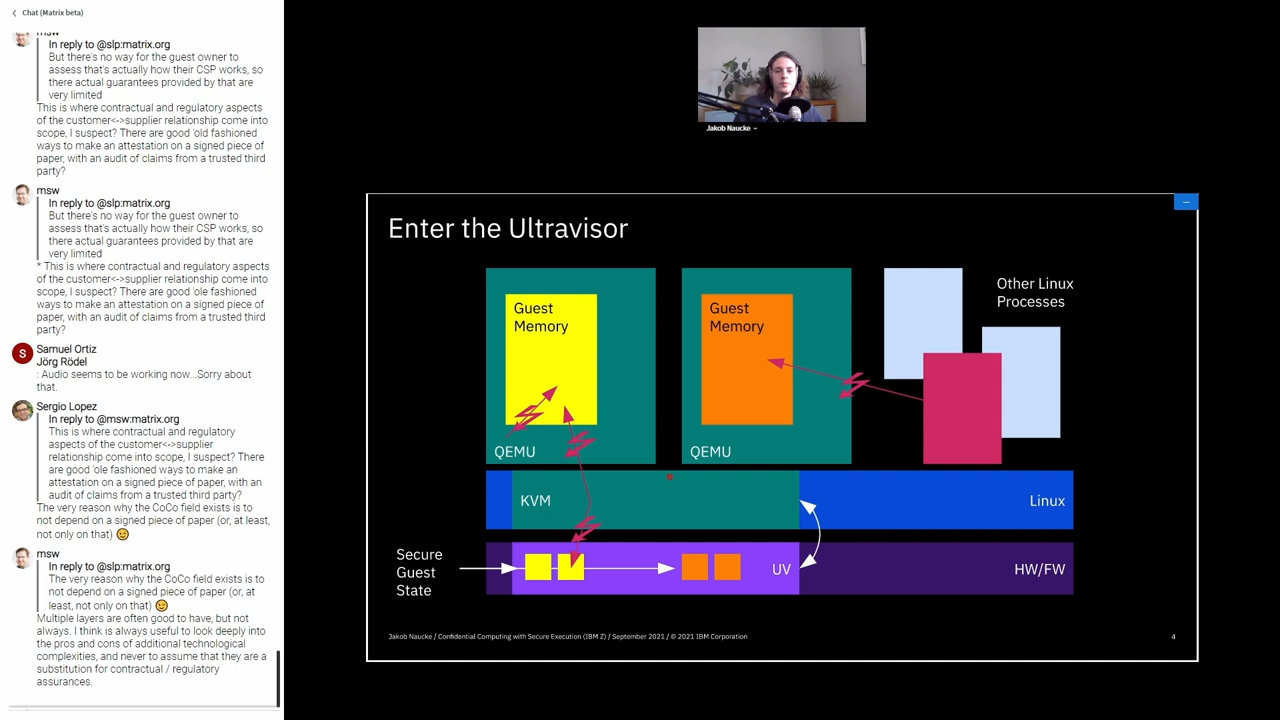 Chat (Matrix beta)
msw
In reply to @slp:matrix.org
But there's no way for the guest owner to
assess that's actually how their CSP works, so
there actual guarantees provided by that are
very limited
This is where contractual and regulatory aspects
of the customer<->supplier relationship come into
scope, I suspect? There are good 'old fashioned
ways to make an attestation on a signed piece of
paper, with an audit of claims from a trusted third
party?
msw
In reply to @slp:matrix.org
But there's no way for the guest owner to
assess that's actually how their CSP works, so
there actual guarantees provided by that are
very limited
* This is where contractual and regulatory aspects
of the customer<->supplier relationship come into
scope, I suspect? There are good 'ole fashioned
ways to make an attestation on a signed piece of
paper, with an audit of claims from a trusted third
party?
S
Samuel Ortiz
Jörg Rödel
: Audio seems to be working now...Sorry about
that.
Sergio Lopez
In reply to @msw:matrix.org
This is where contractual and regulatory
aspects of the customer<->supplier
relationship come into scope, I suspect? There
are good 'ole fashioned ways to make an
attestation on a signed piece of paper, with an
audit of claims from a trusted third party?
The very reason why the CoCo field exists is to
not depend on a signed piece of paper (or, at least,
not only on that) 😉
msw
In reply to @slp:matrix.org
The very reason why the CoCo field exists is to
not depend on a signed piece of paper (or, at
least, not only on that) 😉
Multiple layers are often good to have, but not
always. I think is always useful to look deeply into
the pros and cons of additional technological
complexities, and never to assume that they are a
substitution for contractual / regulatory
assurances.
Jakob Naucke
Enter the Ultravisor
Guest
Memory
QEMU
Guest
Memory
QEMU
Other Linux
Processes
KVM
Linux
Secure
Guest
State
UV
HW/FW
Jakob Naucke / Confidential Computing with Secure Execution (IBM Z) / September 2021 / © 2021 IBM Corporation
4